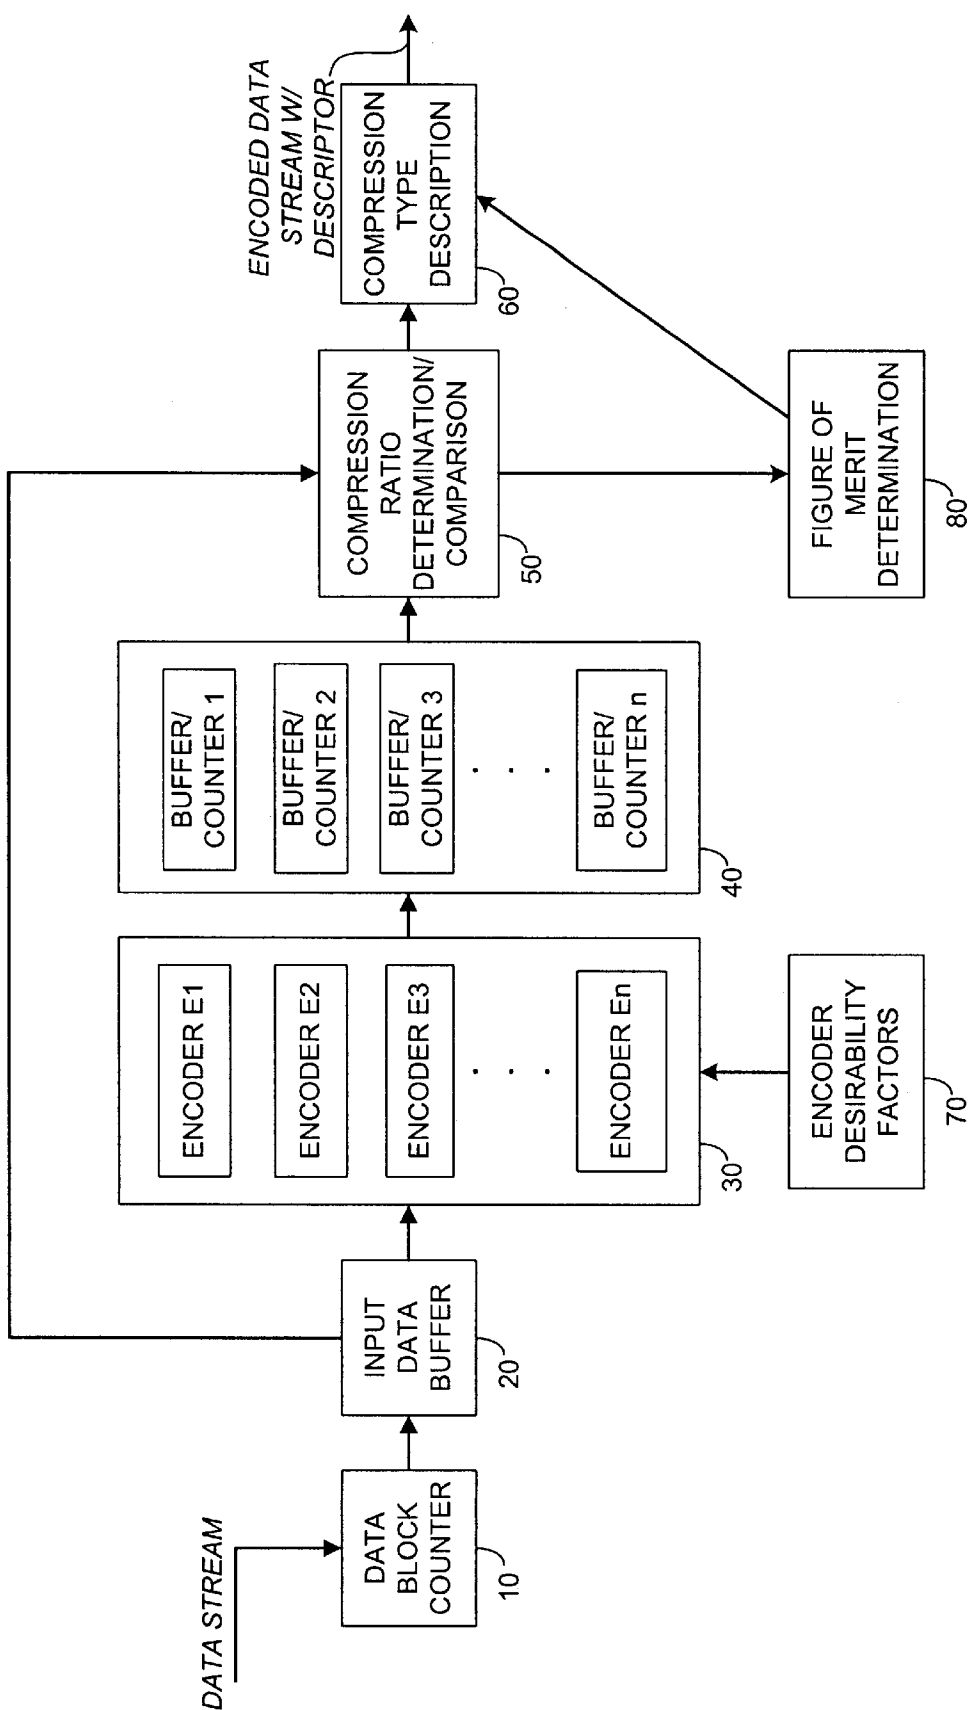 DATA STREAM
DATA
BLOCK
COUNTER
10
INPUT
DATA
BUFFER
20
ENCODER E1
ENCODER E2
ENCODER E3
. . .
ENCODER En
30
BUFFER/
COUNTER 1
BUFFER/
COUNTER 2
BUFFER/
COUNTER 3
. . .
BUFFER/
COUNTER n
40
COMPRESSION
RATIO
DETERMINATION/
COMPARISON
50
ENCODED DATA
STREAM W/
DESCRIPTOR
COMPRESSION
TYPE
DESCRIPTION
60
ENCODER
DESIRABILITY
FACTORS
70
FIGURE OF
MERIT
DETERMINATION
80